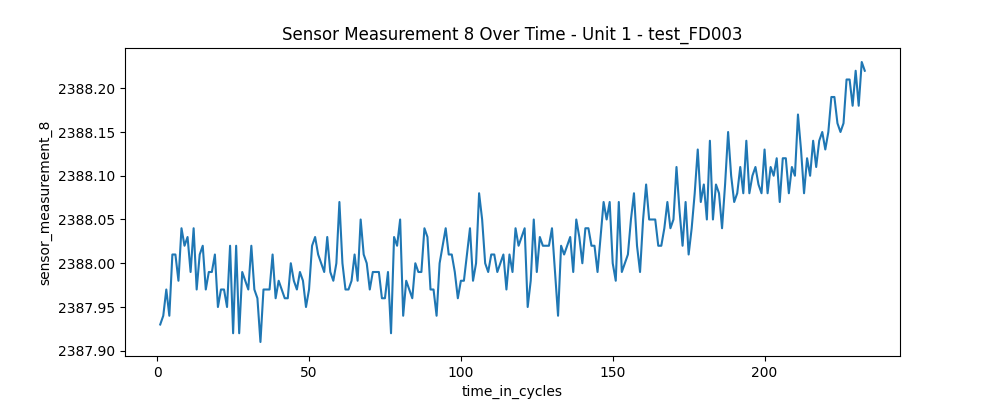 Sensor Measurement 8 Over Time - Unit 1 - test_FD003
2388.20
2388.15
2388.10
2388.05
2388.00
2387.95
2387.90
sensor_measurement_8
0 50 100 150 200
time_in_cycles